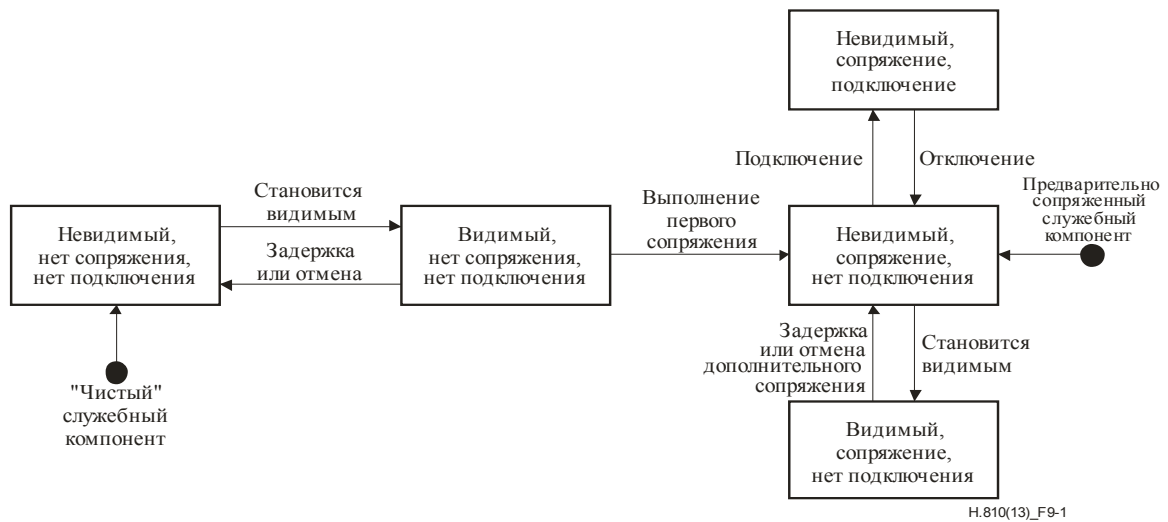 Невидимый,
сопряжение,
подключение
Подключение
Отключение
Предварительно
сопряженный
служебный
компонент
Становится
видимым
Выполнение
первого
сопряжения
Невидимый,
нет сопряжения,
нет подключения
Задержка
или отмена
Видимый,
нет сопряжения,
нет подключения
Невидимый,
сопряжение,
нет подключения
"Чистый"
служебный
компонент
Задержка
или отмена
дополнительного
сопряжения
Становится
видимым
Видимый,
сопряжение,
нет подключения
H.810(13)_F9-1